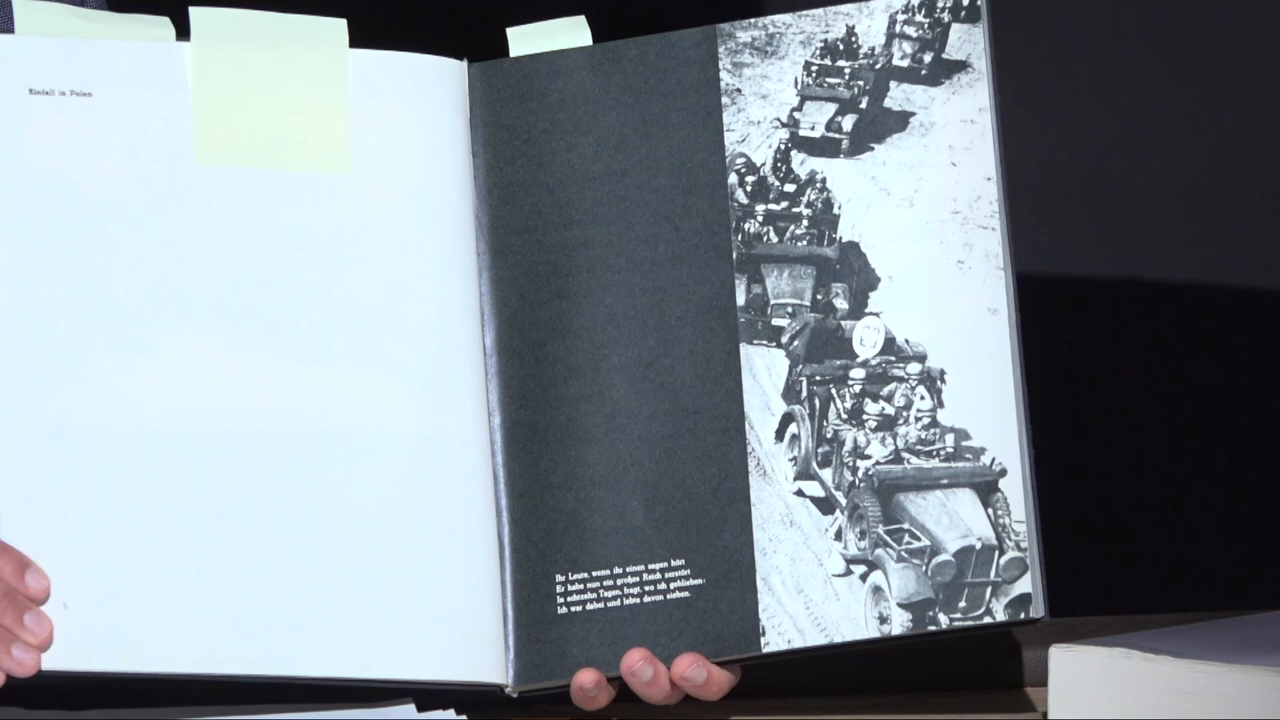 Einfall in Polen
Ihr Leute, wenn ihr einen sagen hört
Er habe nun ein großes Reich zerstört
In achtzehn Tagen, fragt, wo ich geblieben:
Ich war dabei und lebte davon sieben.